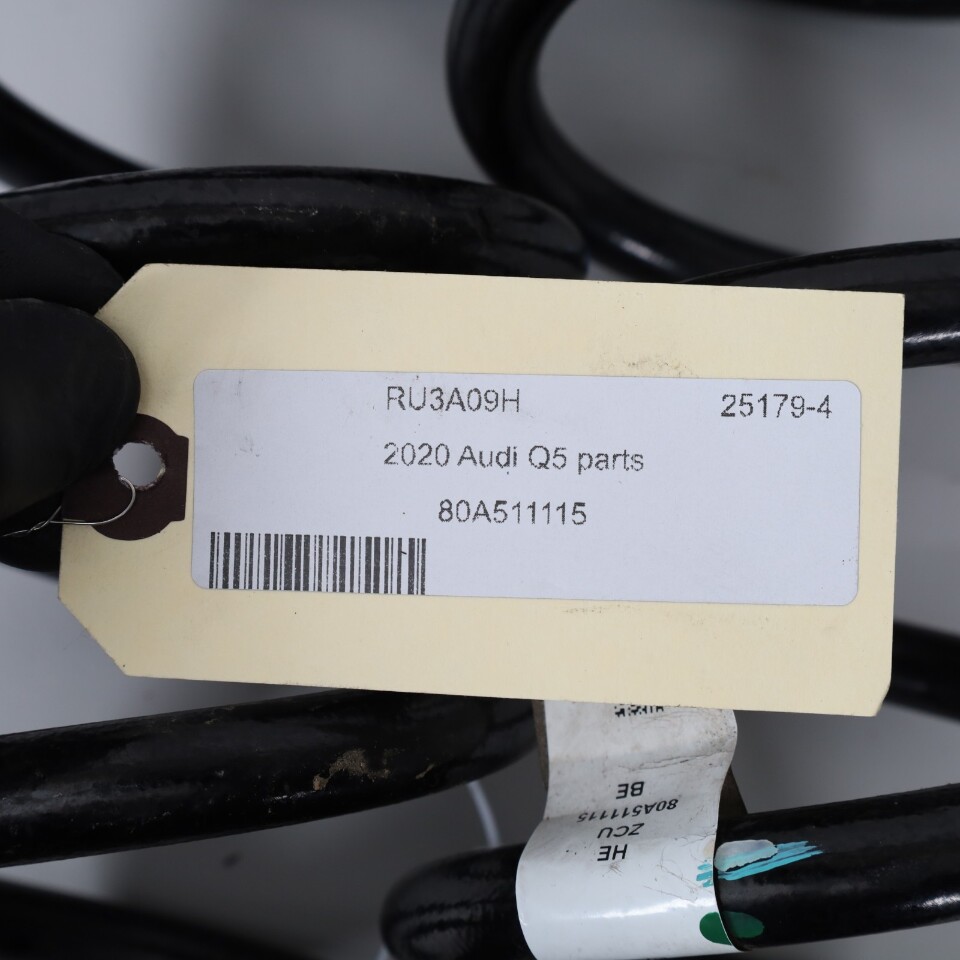 RU3A09H 25179-4
2020 Audi Q5 parts
80A511115
HE
ZCU
80A511115
BE